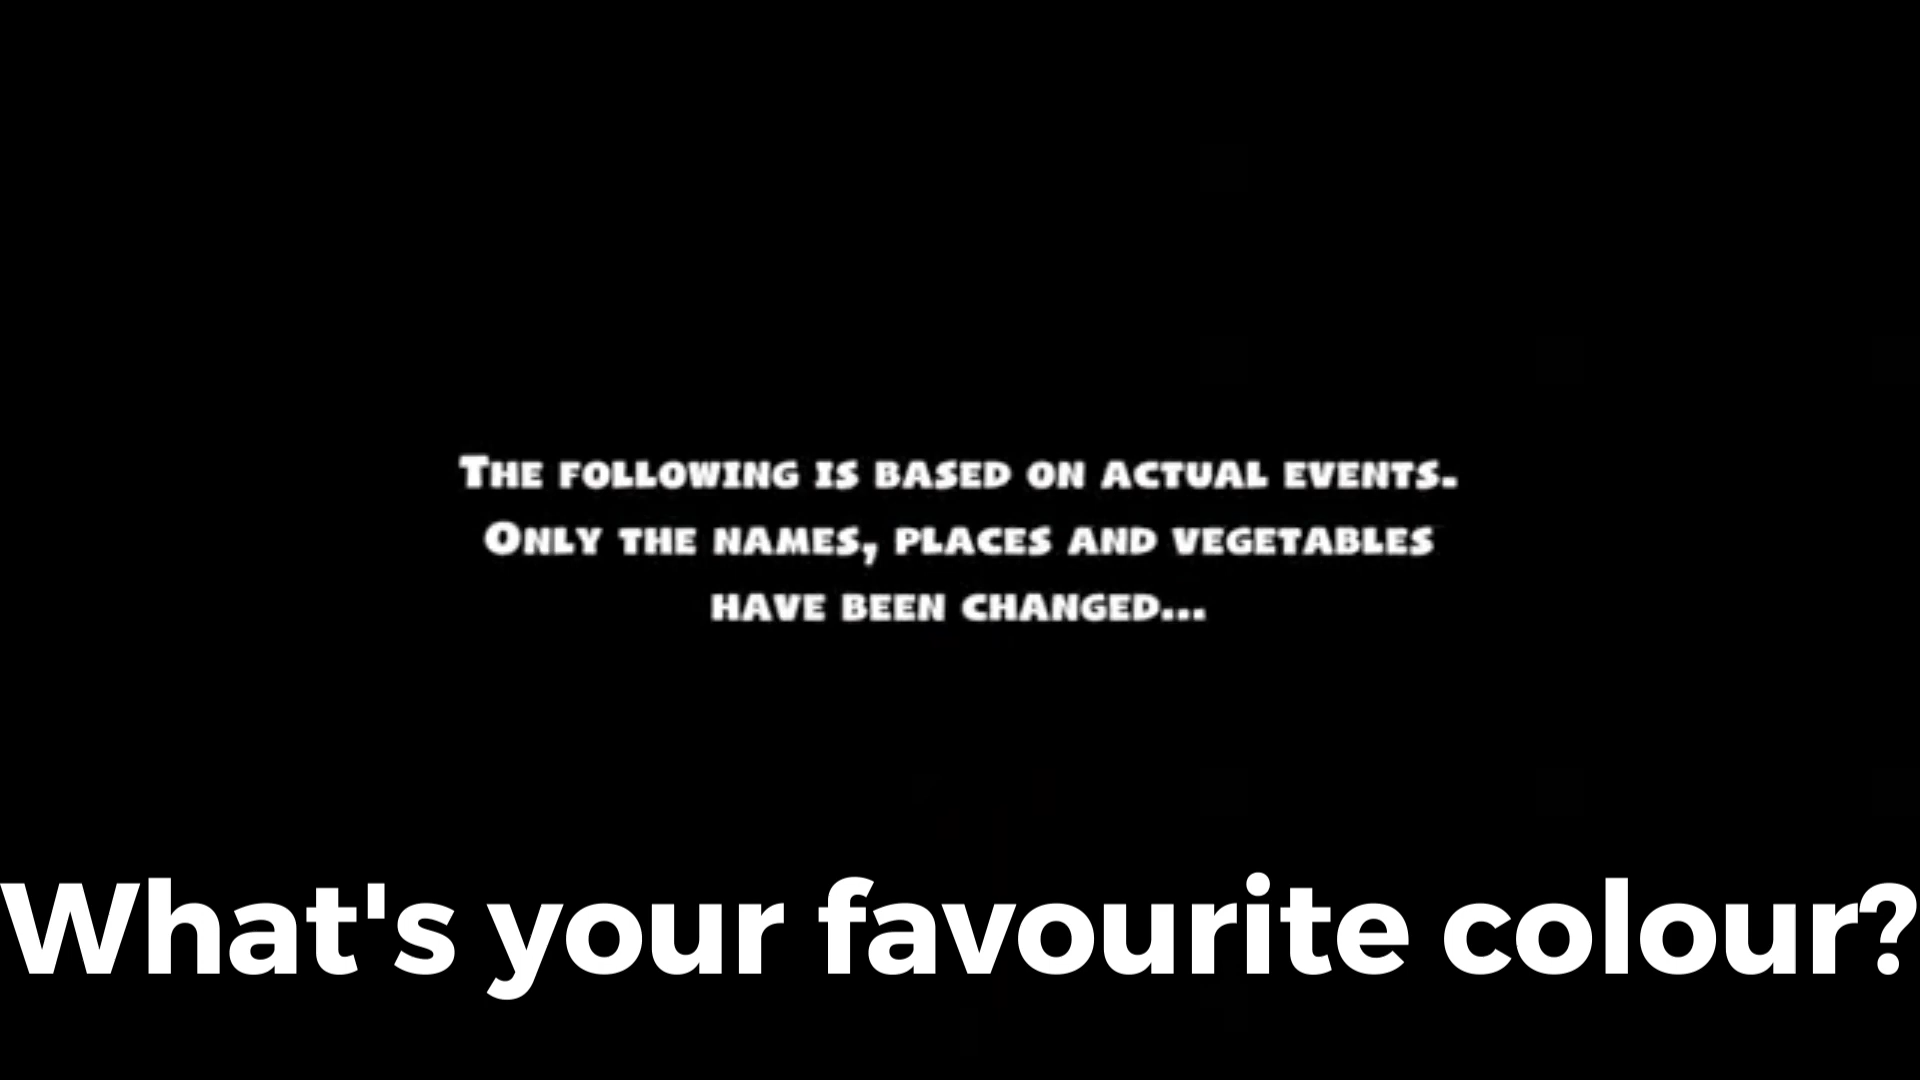 The following is based on actual events.
Only the names, places and vegetables
have been changed...
What's your favourite colour?